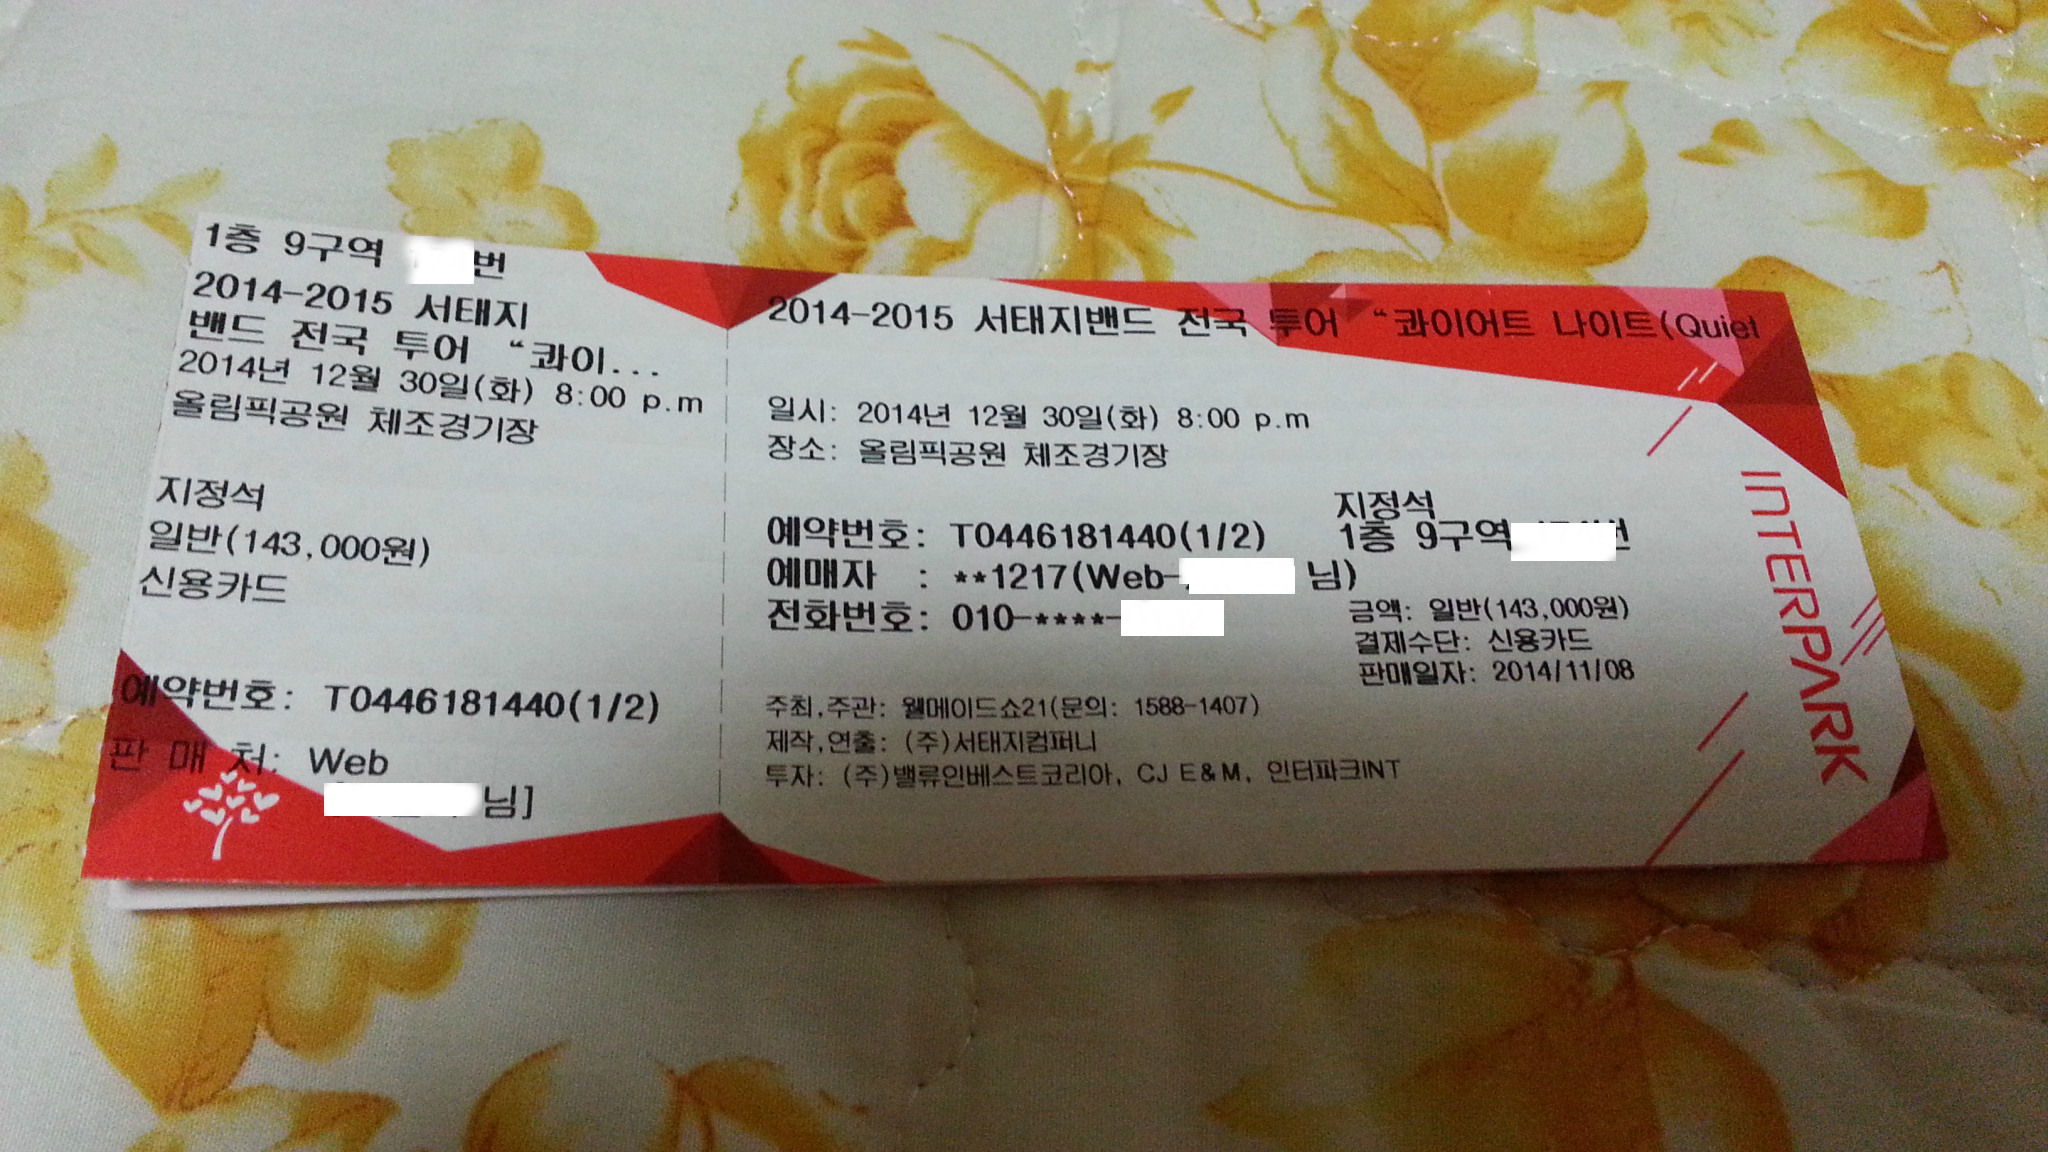 1층 9구역 번
2014-2015 서태지
밴드 전국 투어 “콰이...
2014년 12월 30일(화) 8:00 p.m
올림픽공원 체조경기장
지정석
일반(143,000원)
신용카드
예약번호: T0446181440(1/2)
판 매 처: Web
님]
2014-2015 서태지밴드 전국 투어 “콰이어트 나이트(Quiet
일시: 2014년 12월 30일(화) 8:00 p.m
장소: 올림픽공원 체조경기장
예약번호: T0446181440(1/2)
예매자 : **1217(Web- 님)
전화번호: 010-****-
지정석
1층 9구역 번
금액: 일반(143,000원)
결제수단: 신용카드
판매일자: 2014/11/08
주최,주관: 웰메이드쇼21(문의: 1588-1407)
제작,연출: (주)서태지컴퍼니
투자: (주)밸류인베스트코리아, CJ E&M, 인터파크INT
INTERPARK